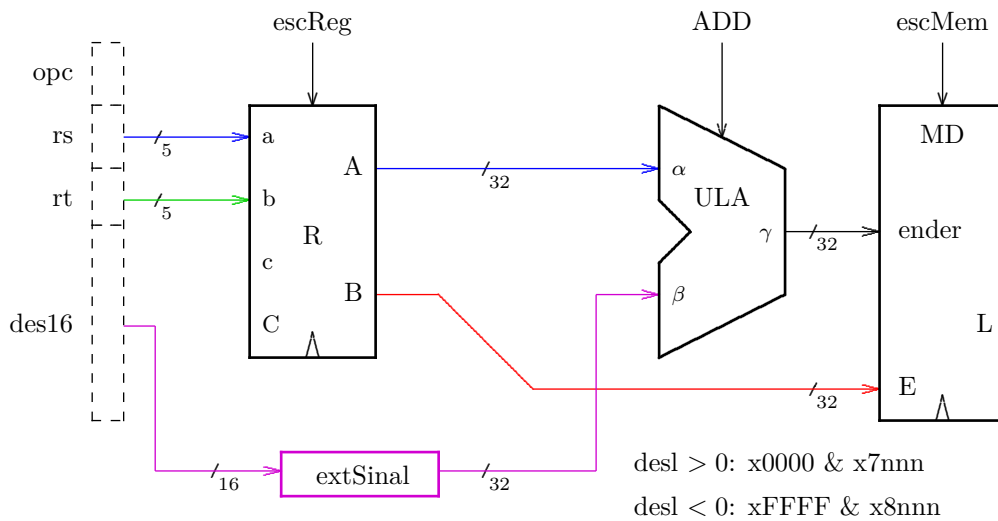 escReg ADD escMem
opc
rs 5 a MD
A 32 α
rt 5 b ULA
R γ 32 ender
c
B β
des16 C L
32 E
16 extSinal 32 desl > 0: x0000 & x7nnn
desl < 0: xFFFF & x8nnn